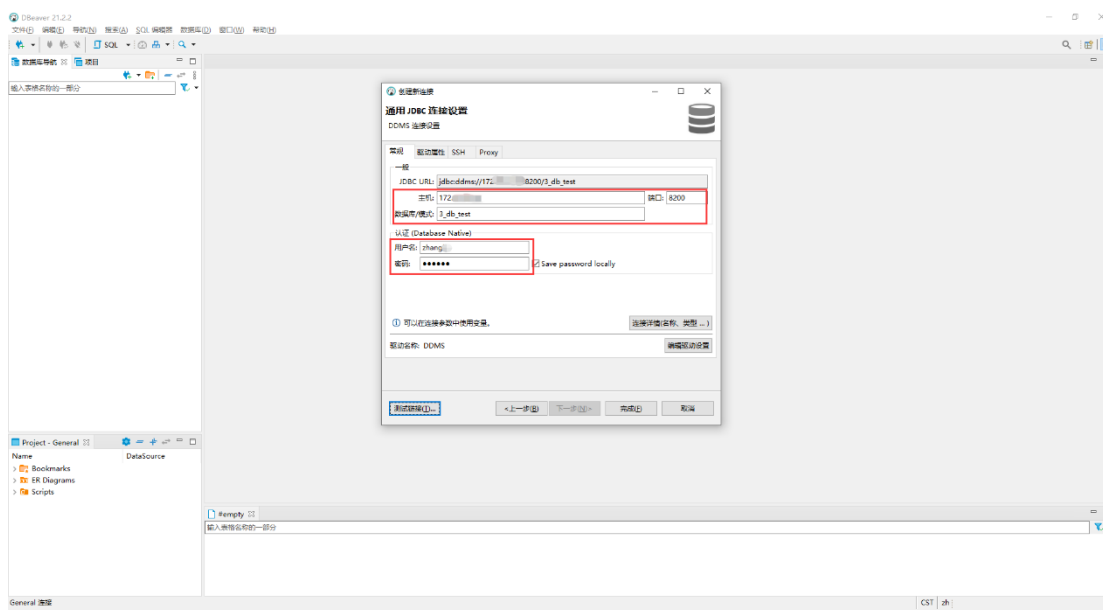 DBeaver 21.2.2
文件(F) 编辑(E) 导航(N) 搜索(A) SQL 编辑器 数据库(D) 窗口(W) 帮助(H)
SQL
数据库导航 项目
输入表格名称的一部分
创建新连接
通用 JDBC 连接设置
DDMS 连接设置
常规 驱动属性 SSH Proxy
一般
JDBC URL: jdbc:ddms://172 8200/3_db_test
主机: 172. 端口: 8200
数据库/模式: 3_db_test
认证 (Database Native)
用户名: zhang
密码: ●●●●●● Save password locally
可以在连接参数中使用变量。 连接详情(名称、类型 ... )
驱动名称: DDMS 编辑驱动设置
测试链接(T)... <上一步(B) 下一步(N)> 完成(F) 取消
Project - General
Name DataSource
Bookmarks
ER Diagrams
Scripts
#empty
输入表格名称的一部分
General 连接 CST zh